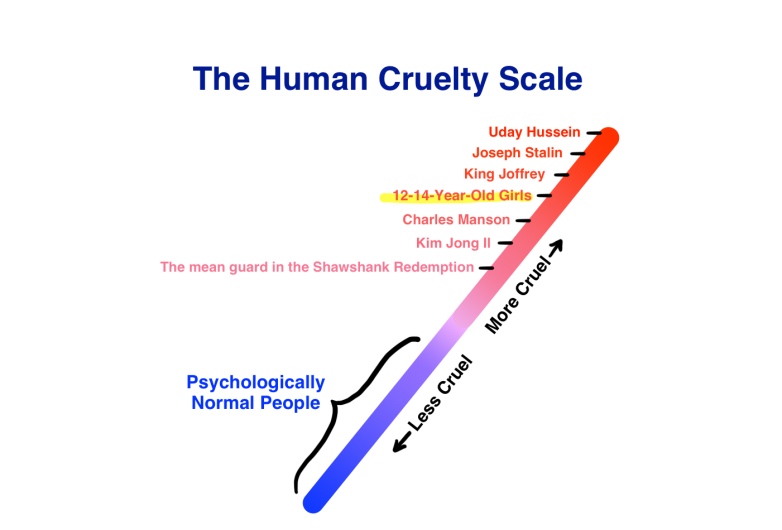 The Human Cruelty Scale
Uday Hussein
Joseph Stalin
King Joffrey
12-14-Year-Old Girls
Charles Manson
Kim Jong Il
The mean guard in the Shawshank Redemption
More Cruel
Less Cruel
Psychologically
Normal People